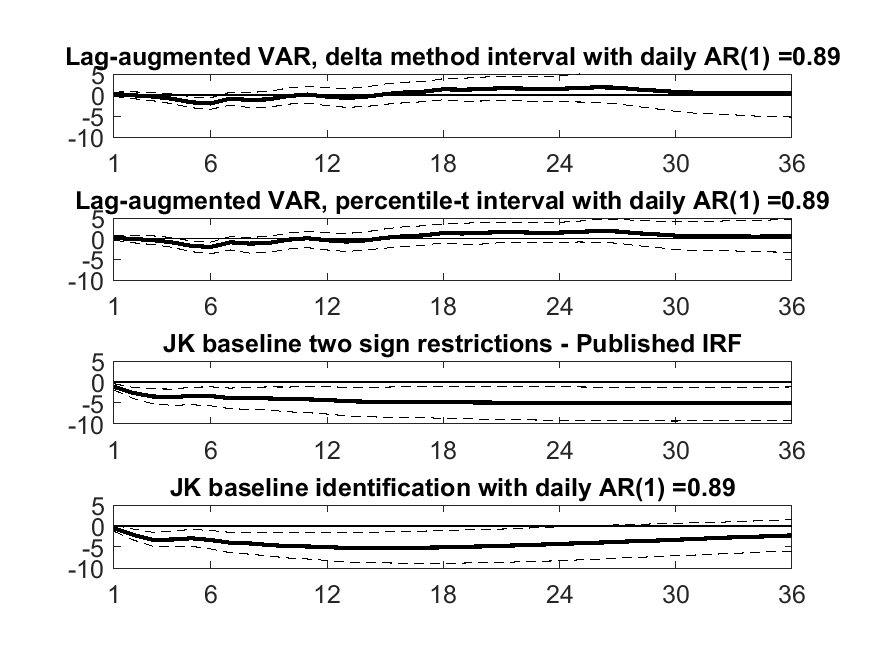 Lag-augmented VAR, delta method interval with daily AR(1) =0.89
5
0
-5
-10
1 6 12 18 24 30 36
Lag-augmented VAR, percentile-t interval with daily AR(1) =0.89
5
0
-5
-10
1 6 12 18 24 30 36
JK baseline two sign restrictions - Published IRF
5
0
-5
-10
1 6 12 18 24 30 36
JK baseline identification with daily AR(1) =0.89
5
0
-5
-10
1 6 12 18 24 30 36